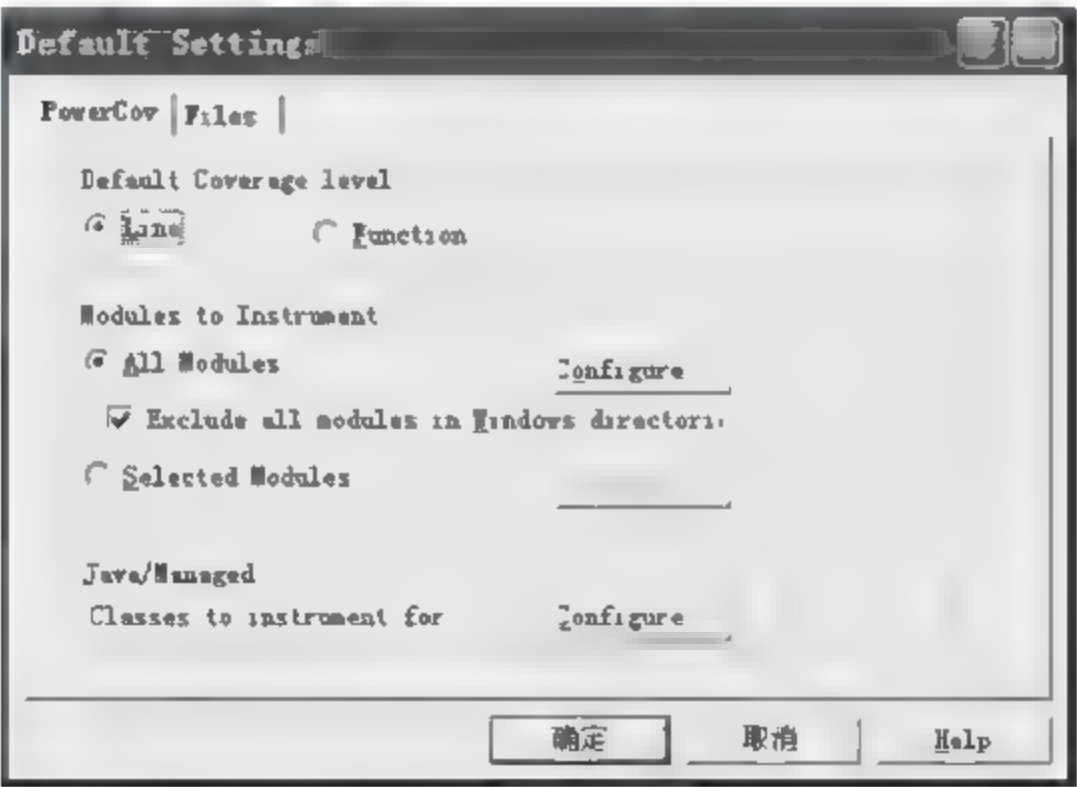 Default Settings
PowerCov Files
Default Coverage level
Line Function
Modules to Instrument
All Modules Configure
Exclude all modules in Windows directori
Selected Modules
Java/Managed
Classes to instrument for Configure
确定 取消 Help